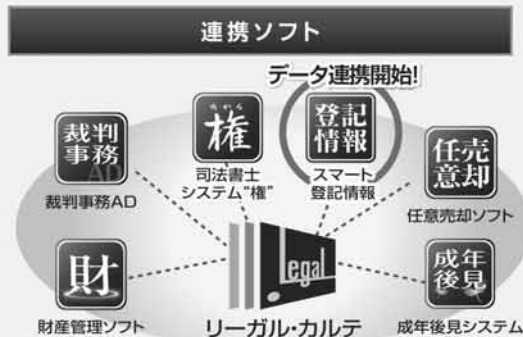 連携ソフト
データ連携開始!
裁判
事務
AD
裁判事務AD
ちから
権
司法書士
システム“権”
登記
情報
スマート
登記情報
任売
意却
任意売却ソフト
財
財産管理ソフト
Legal
リーガル・カルテ
成年
後見
成年後見システム